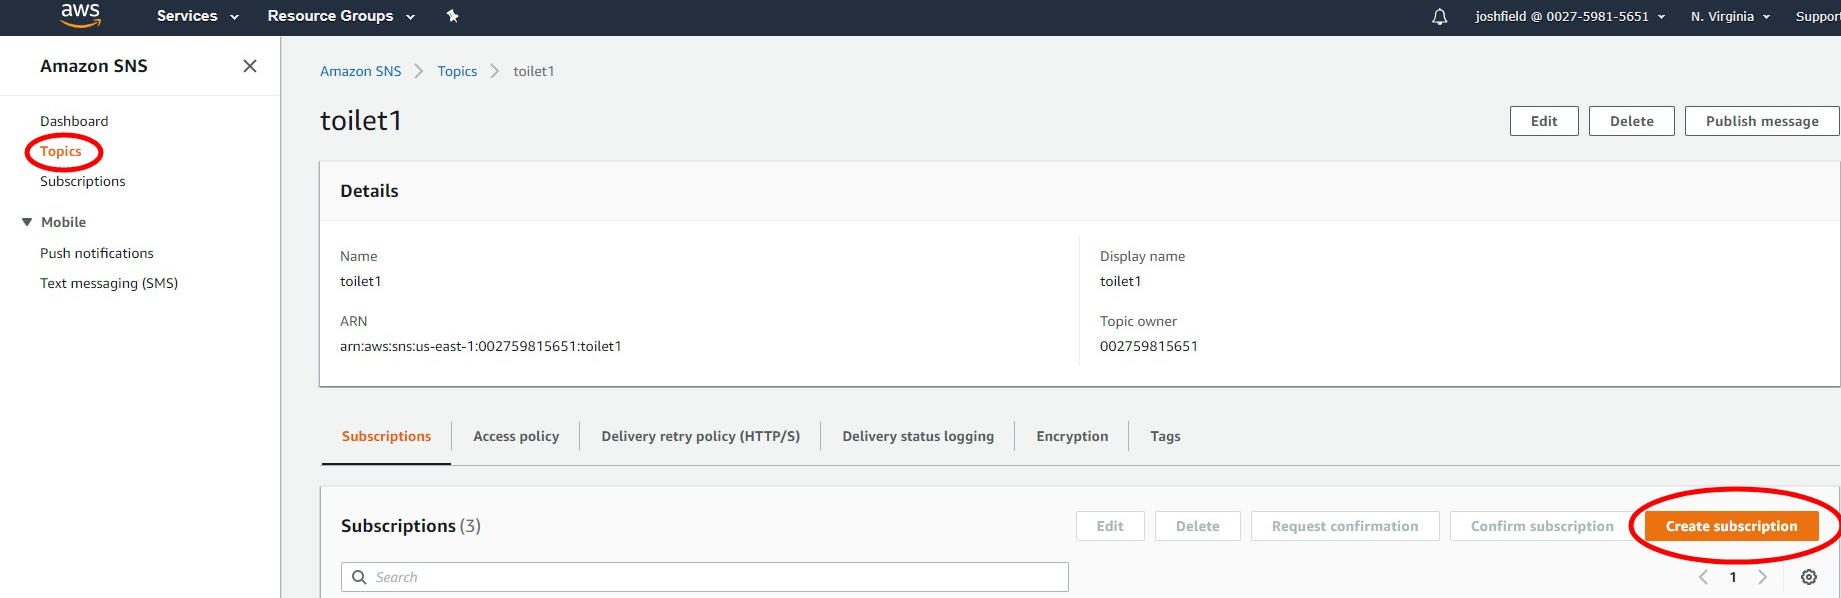 aws Services Resource Groups joshfield @ 0027-5981-5651 N. Virginia Support
Amazon SNS
Dashboard
Topics
Subscriptions
Mobile
Push notifications
Text messaging (SMS)
Amazon SNS Topics toilet1
toilet1
Edit Delete Publish message
Details
Name
toilet1
ARN
arn:aws:sns:us-east-1:002759815651:toilet1
Display name
toilet1
Topic owner
002759815651
Subscriptions Access policy Delivery retry policy (HTTP/S) Delivery status logging Encryption Tags
Subscriptions (3) Edit Delete Request confirmation Confirm subscription Create subscription
Search 1